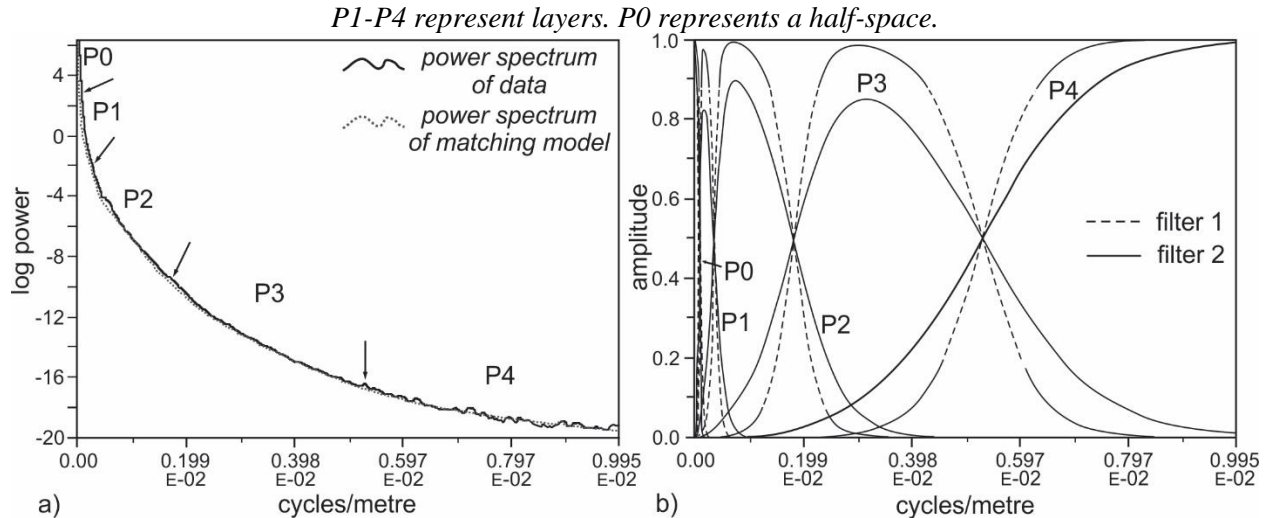 P1-P4 represent layers. P0 represents a half-space.
P0
P1
P2
P3
P4
power spectrum
of data
power spectrum
of matching model
log power
4
0
-4
-8
-12
-16
-20
0.00
0.199
E-02
0.398
E-02
0.597
E-02
0.797
E-02
0.995
E-02
cycles/metre
a)
amplitude
1.0
0.8
0.6
0.4
0.2
0.0
P0
P1
P2
P3
P4
filter 1
filter 2
0.00
0.199
E-02
0.398
E-02
0.597
E-02
0.797
E-02
0.995
E-02
cycles/metre
b)